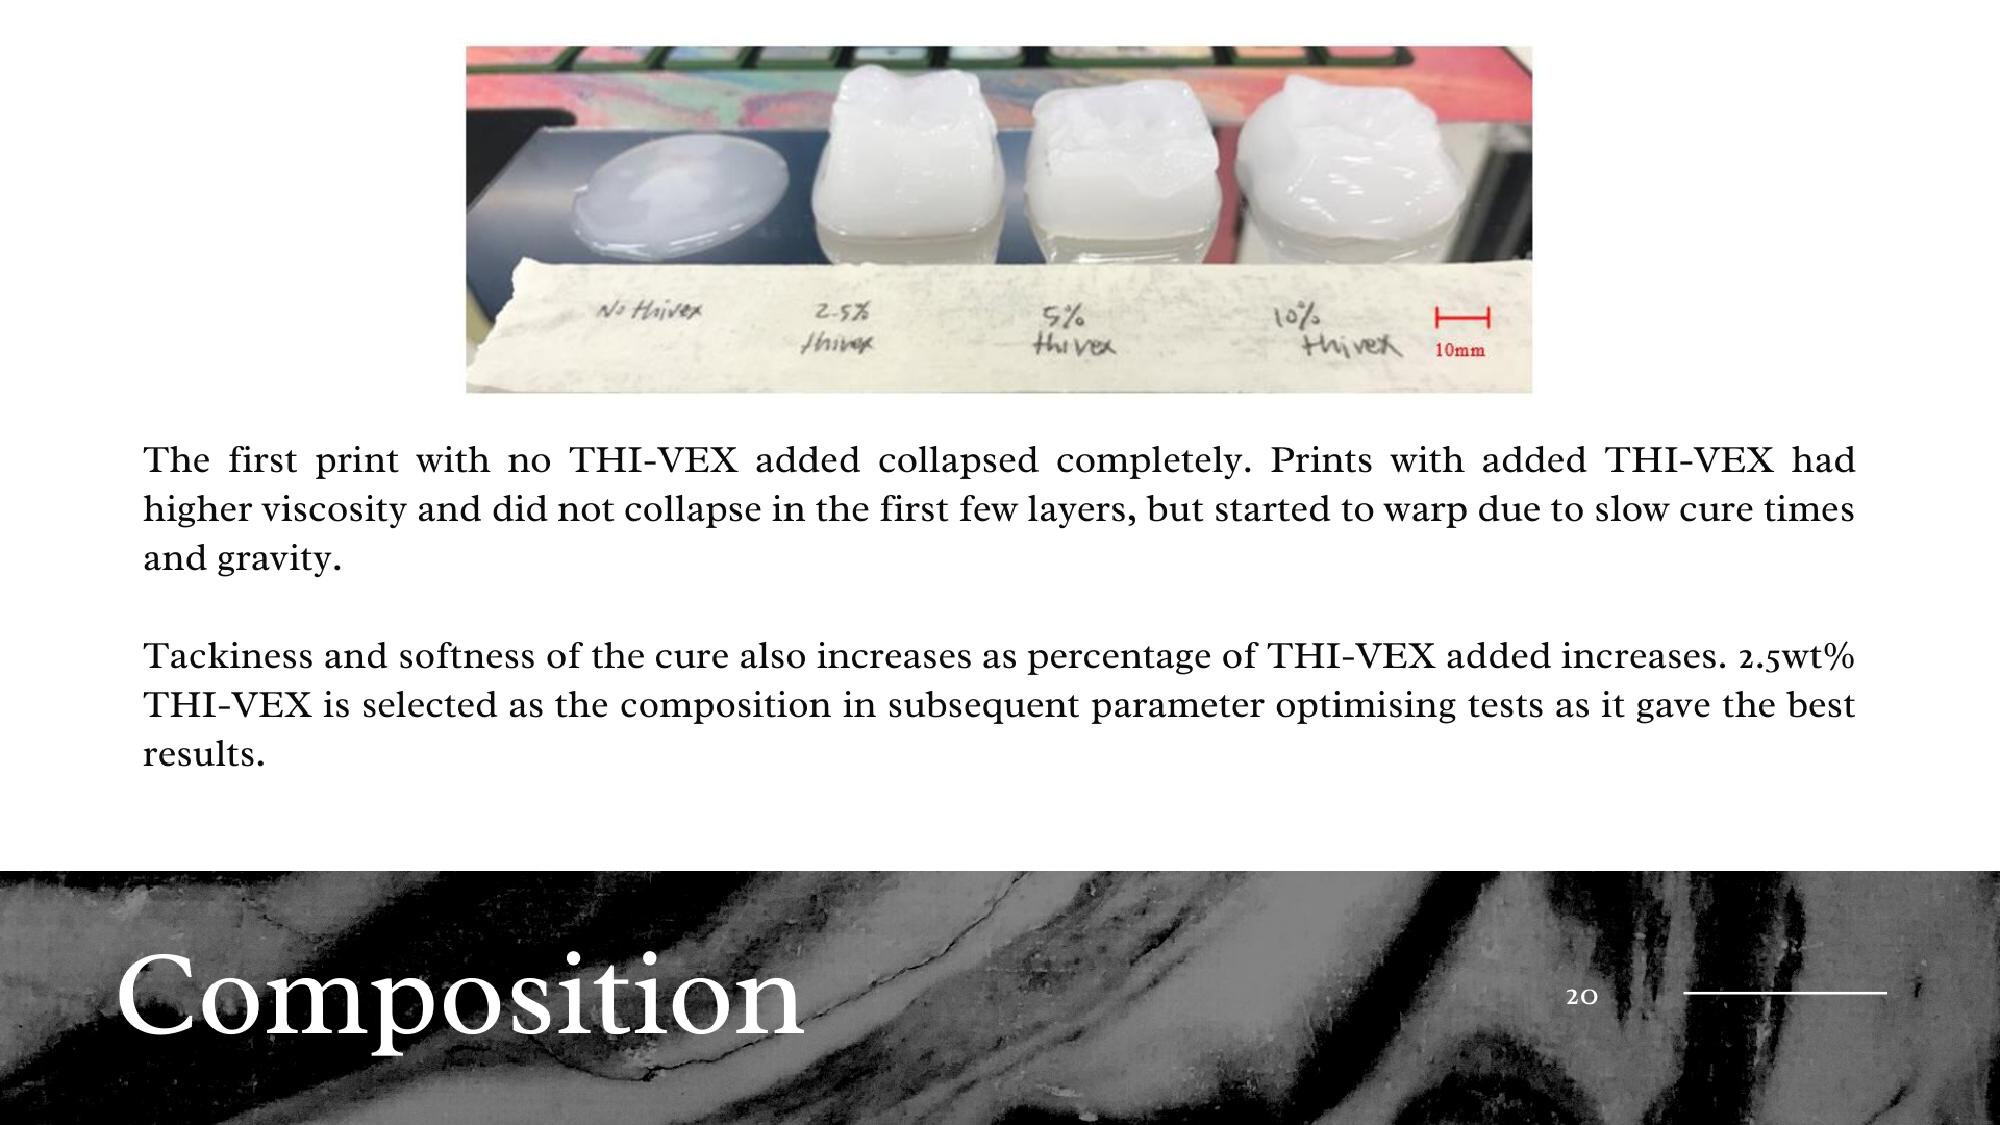 No thivex 2.5% 5% 10%
thivex thivex thivex 10mm
The first print with no THI-VEX added collapsed completely. Prints with added THI-VEX had
higher viscosity and did not collapse in the first few layers, but started to warp due to slow cure times
and gravity.
Tackiness and softness of the cure also increases as percentage of THI-VEX added increases. 2.5wt%
THI-VEX is selected as the composition in subsequent parameter optimising tests as it gave the best
results.
Composition
20